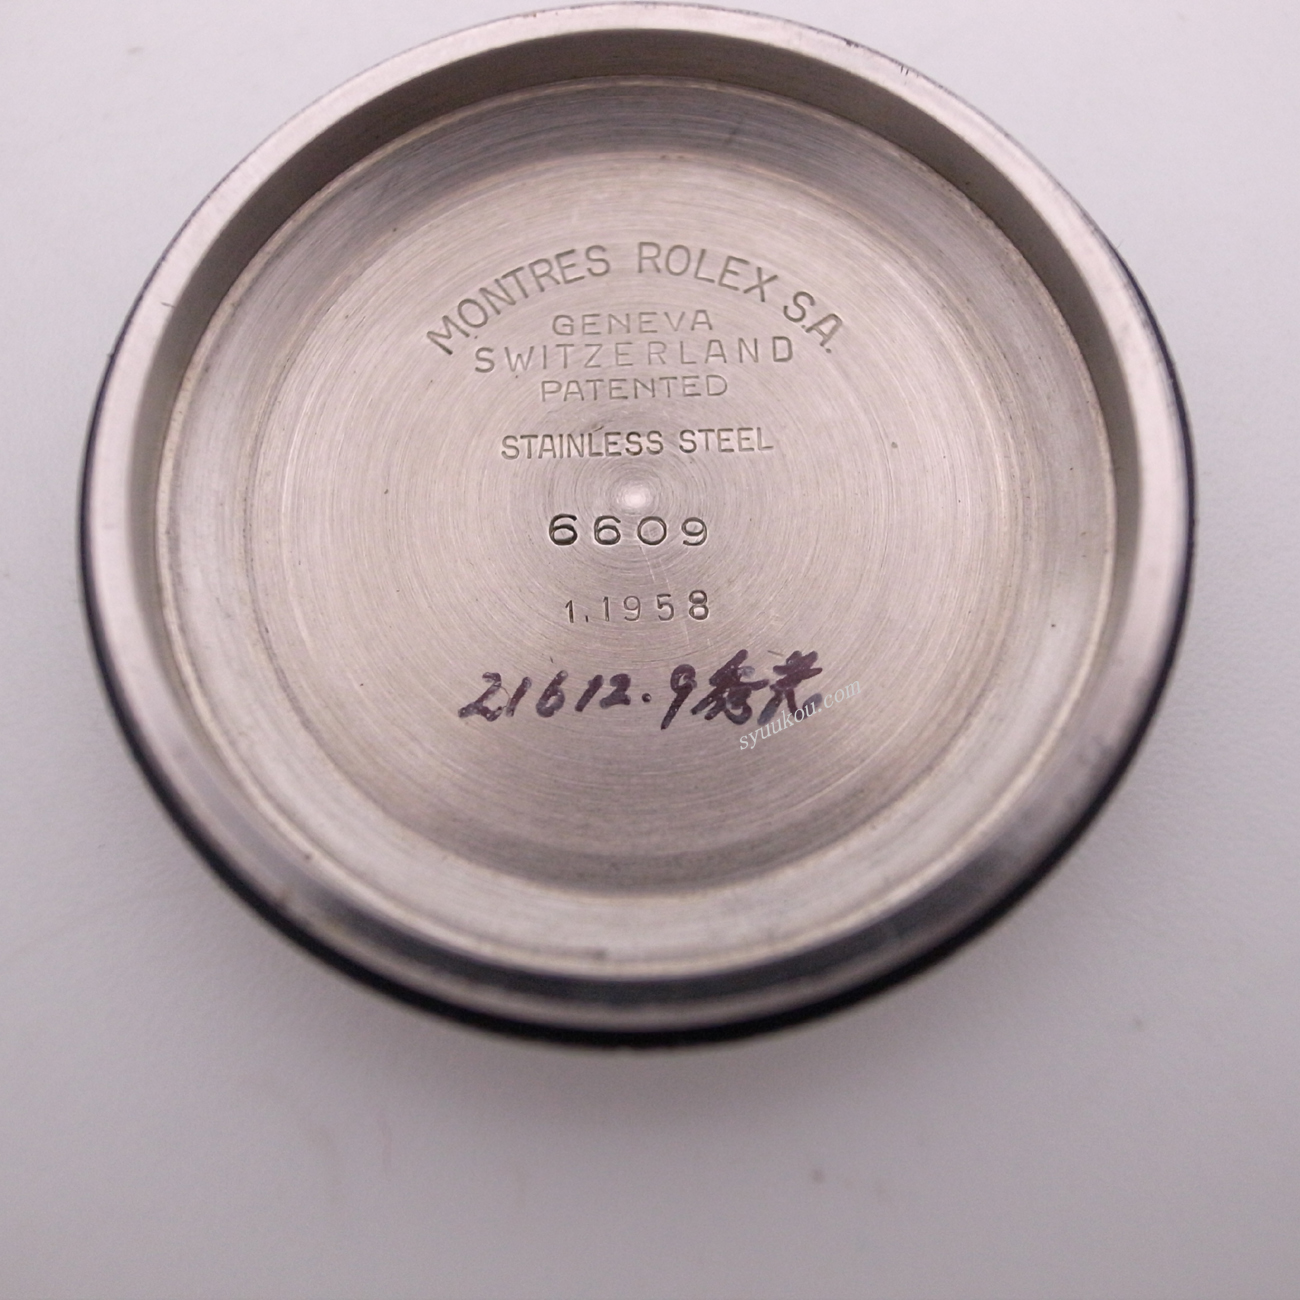 MONTRES ROLEX S.A.
GENEVA
SWITZERLAND
PATENTED
STAINLESS STEEL
6609
1.1958
21612.9秀光
syuukou.com